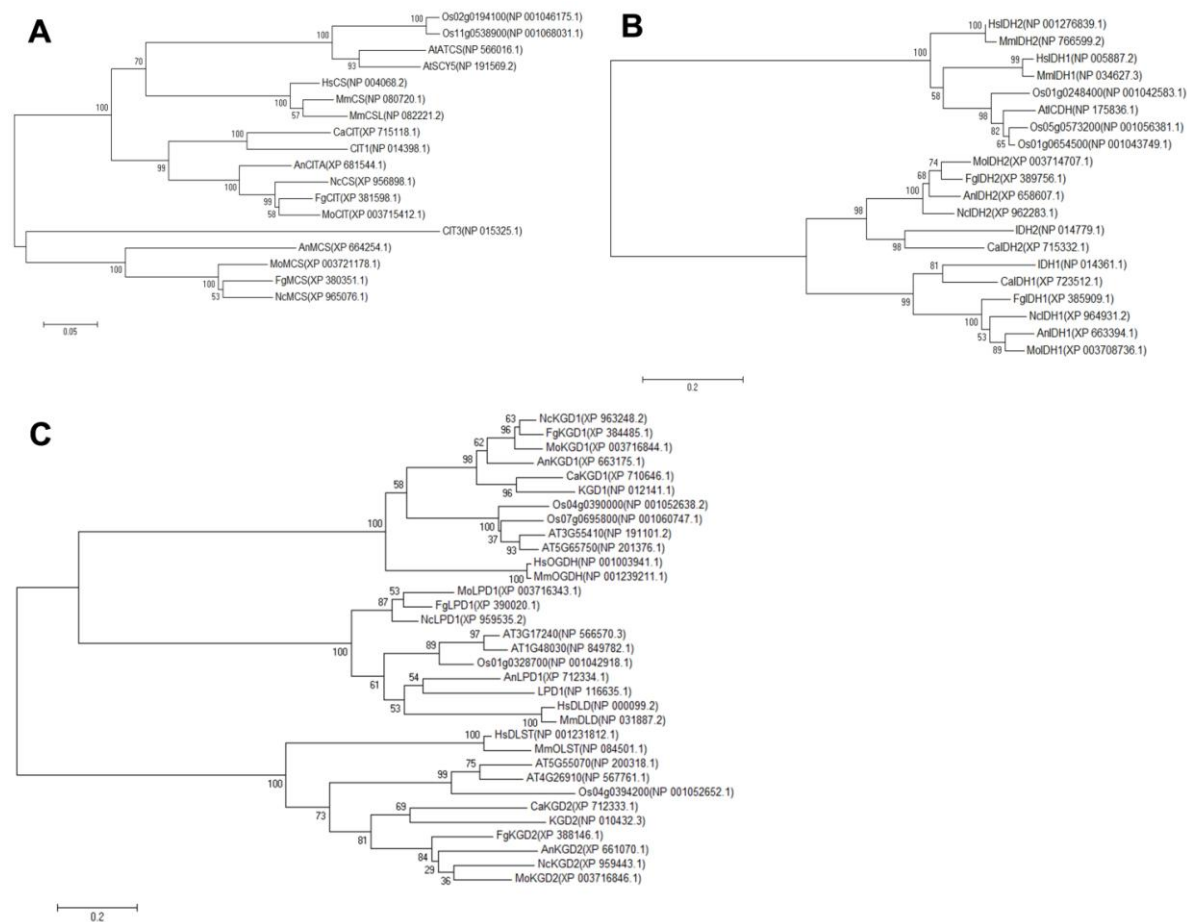 A
Os02g0194100(NP 001046175.1)
100
Os11g0538900(NP 001068031.1)
100
AtATCS(NP 566016.1)
70
93
AtSCY5(NP 191569.2)
HsCS(NP 004068.2)
100
MmCS(NP 080720.1)
100
57
MmCSL(NP 082221.2)
CaCIT(XP 715118.1)
100
CIT1(NP 014398.1)
99
AnCITA(XP 681544.1)
100
NcCS(XP 956898.1)
99
FgCIT(XP 381598.1)
58
MoCIT(XP 003715412.1)
CIT3(NP 015325.1)
AnMCS(XP 664254.1)
100
MoMCS(XP 003721178.1)
100
FgMCS(XP 380351.1)
53
NcMCS(XP 965076.1)
0.05
B
HsIDH2(NP 001276839.1)
100
MmIDH2(NP 766599.2)
100
HsIDH1(NP 005887.2)
99
MmIDH1(NP 034627.3)
58
Os01g0248400(NP 001042583.1)
98
AtICDH(NP 175836.1)
82
Os05g0573200(NP 001056381.1)
65
Os01g0654500(NP 001043749.1)
74
MoIDH2(XP 003714707.1)
68
FgIDH2(XP 389756.1)
100
AnIDH2(XP 658607.1)
98
NcIDH2(XP 962283.1)
IDH2(NP 014779.1)
98
CaIDH2(XP 715332.1)
81
IDH1(NP 014361.1)
CaIDH1(XP 723512.1)
99
FgIDH1(XP 385909.1)
100
NcIDH1(XP 964931.2)
53
AnIDH1(XP 663394.1)
89
MoIDH1(XP 003708736.1)
0.2
C
63
NcKGD1(XP 963248.2)
96
FgKGD1(XP 384485.1)
62
MoKGD1(XP 003716844.1)
98
AnKGD1(XP 663175.1)
58
CaKGD1(XP 710646.1)
96
KGD1(NP 012141.1)
Os04g0390000(NP 001052638.2)
100
Os07g0695800(NP 001060747.1)
100
37
AT3G55410(NP 191101.2)
93
AT5G65750(NP 201376.1)
HsOGDH(NP 001003941.1)
100
MmOGDH(NP 001239211.1)
53
MoLPD1(XP 003716343.1)
87
FgLPD1(XP 390020.1)
NcLPD1(XP 959535.2)
97
AT3G17240(NP 566570.3)
100
89
AT1G48030(NP 849782.1)
Os01g0328700(NP 001042918.1)
61
54
AnLPD1(XP 712334.1)
LPD1(NP 116635.1)
53
HsDLD(NP 000099.2)
100
MmDLD(NP 031887.2)
100
HsDLST(NP 001231812.1)
MmOLST(NP 084501.1)
75
AT5G55070(NP 200318.1)
100
99
AT4G26910(NP 567761.1)
Os04g0394200(NP 001052652.1)
73
69
CaKGD2(XP 712333.1)
KGD2(NP 010432.3)
81
FgKGD2(XP 388146.1)
84
AnKGD2(XP 661070.1)
29
NcKGD2(XP 959443.1)
36
MoKGD2(XP 003716846.1)
0.2